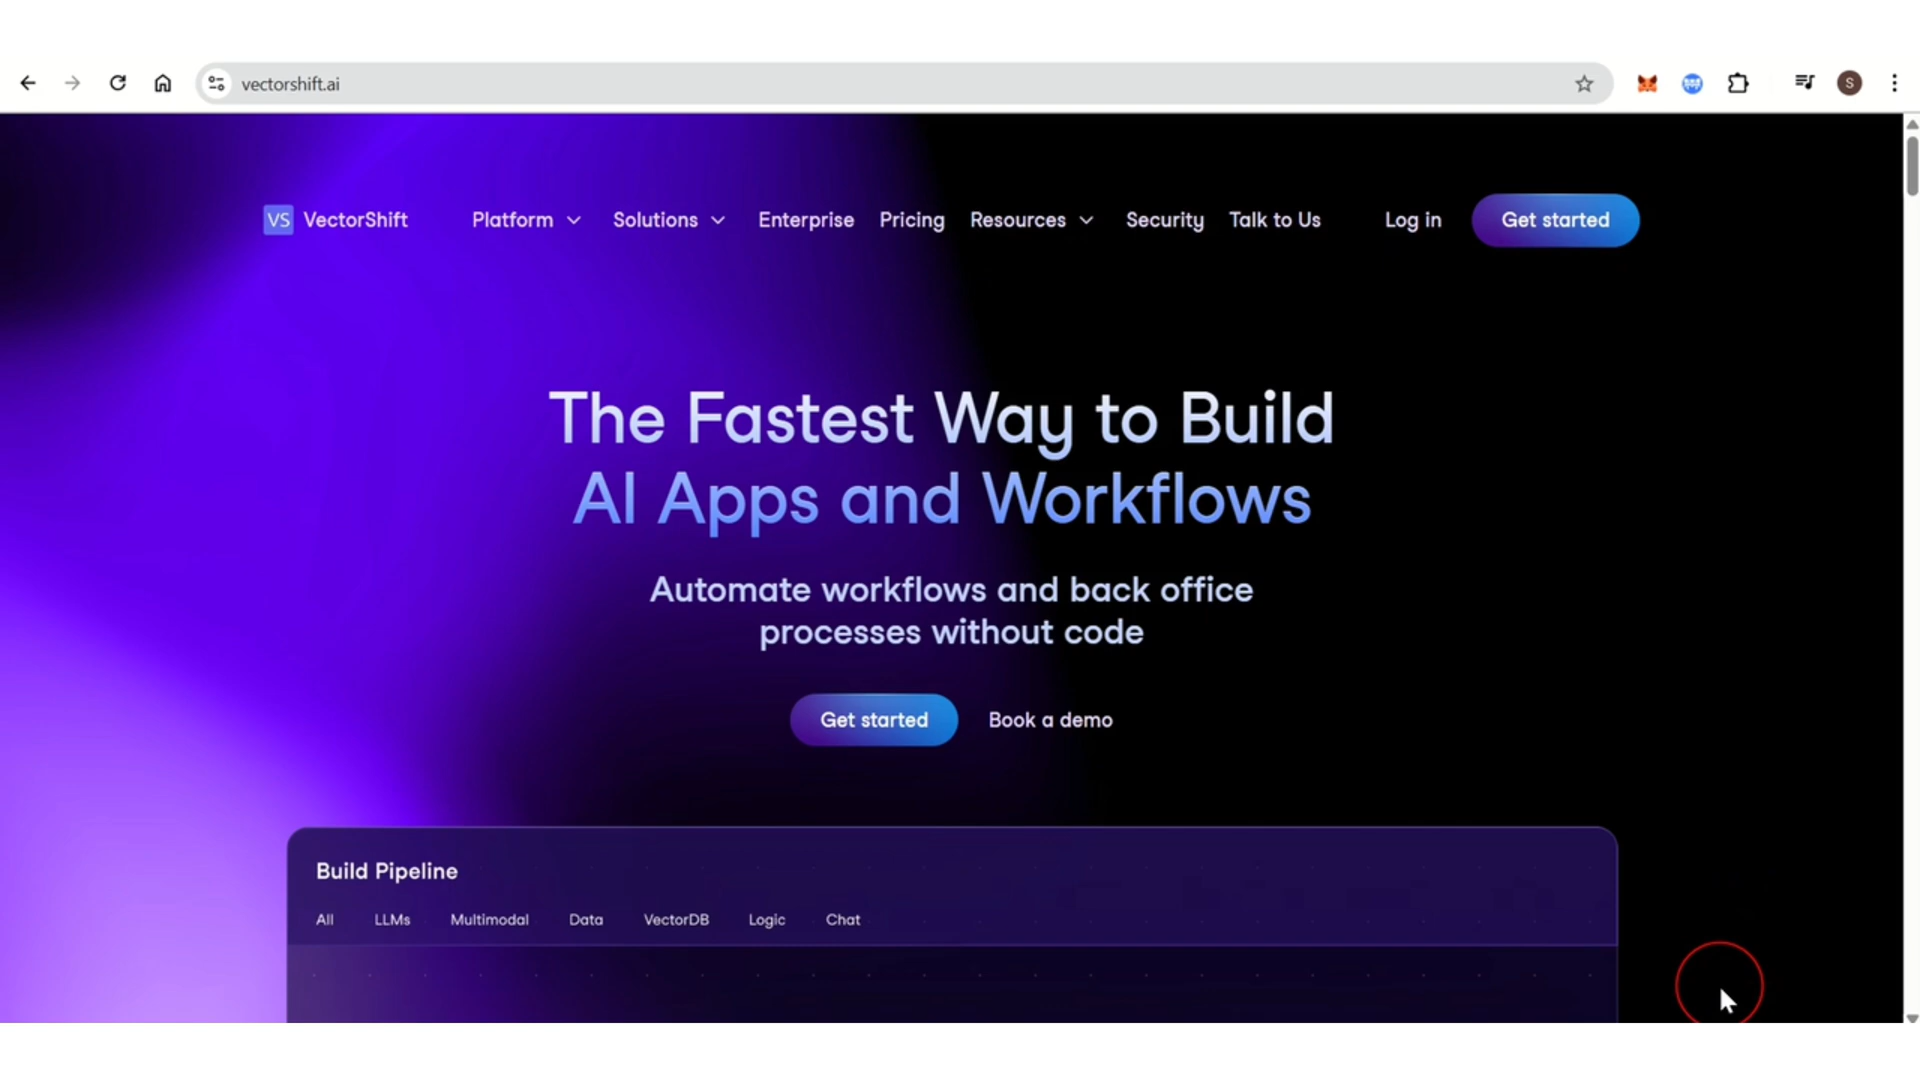 vectorshift.ai
S
VS VectorShift Platform Solutions Enterprise Pricing Resources Security Talk to Us Log in Get started
The Fastest Way to Build
AI Apps and Workflows
Automate workflows and back office
processes without code
Get started Book a demo
Build Pipeline
All LLMs Multimodal Data VectorDB Logic Chat